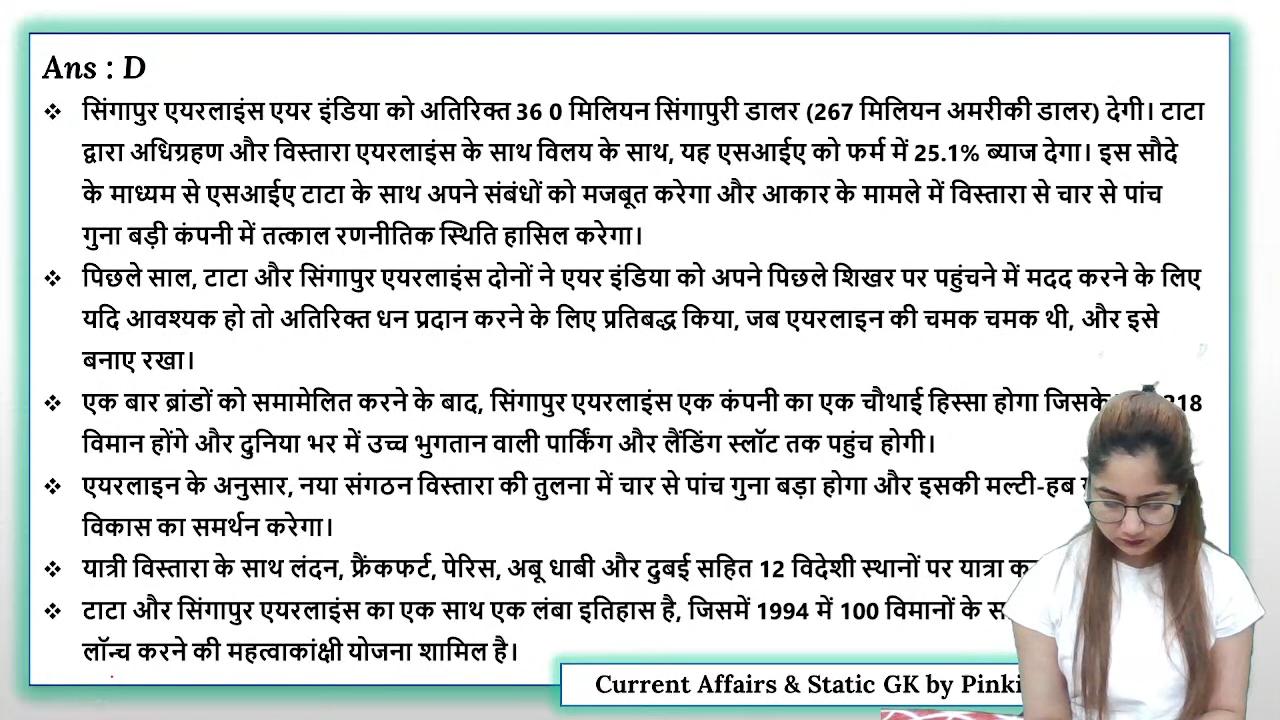 Ans : D
❖ सिंगापुर एयरलाइंस एयर इंडिया को अतिरिक्त 36 0 मिलियन सिंगापुरी डालर (267 मिलियन अमरीकी डालर) देगी। टाटा
द्वारा अधिग्रहण और विस्तारा एयरलाइंस के साथ विलय के साथ, यह एसआईए को फर्म में 25.1% ब्याज देगा। इस सौदे
के माध्यम से एसआईए टाटा के साथ अपने संबंधों को मजबूत करेगा और आकार के मामले में विस्तारा से चार से पांच
गुना बड़ी कंपनी में तत्काल रणनीतिक स्थिति हासिल करेगा।
❖ पिछले साल, टाटा और सिंगापुर एयरलाइंस दोनों ने एयर इंडिया को अपने पिछले शिखर पर पहुंचने में मदद करने के लिए
यदि आवश्यक हो तो अतिरिक्त धन प्रदान करने के लिए प्रतिबद्ध किया, जब एयरलाइन की चमक चमक थी, और इसे
बनाए रखा।
❖ एक बार ब्रांडों को समामेलित करने के बाद, सिंगापुर एयरलाइंस एक कंपनी का एक चौथाई हिस्सा होगा 218
विमान होंगे और दुनिया भर में उच्च भुगतान वाली पार्किंग और लैंडिंग स्लॉट तक पहुंच होगी।
❖ एयरलाइन के अनुसार, नया संगठन विस्तारा की तुलना में चार से पांच गुना बड़ा होगा और इसकी मल्टी-हब
विकास का समर्थन करेगा।
❖ यात्री विस्तारा के साथ लंदन, फ्रैंकफर्ट, पेरिस, अबू धाबी और दुबई सहित 12 विदेशी स्थानों पर यात्रा
❖ टाटा और सिंगापुर एयरलाइंस का एक साथ एक लंबा इतिहास है, जिसमें 1994 में 100 विमानों के
लॉन्च करने की महत्वाकांक्षी योजना शामिल है।
Current Affairs & Static GK by Pinki